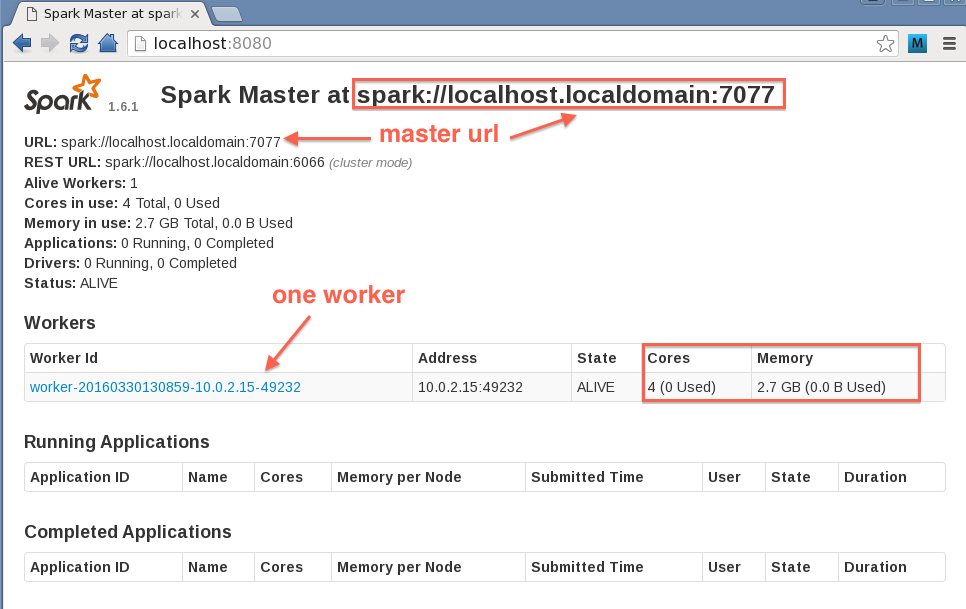 Spark Master at spark
localhost:8080
M
Spark 1.6.1 Spark Master at spark://localhost.localdomain:7077
URL: spark://localhost.localdomain:7077 master url
REST URL: spark://localhost.localdomain:6066 (cluster mode)
Alive Workers: 1
Cores in use: 4 Total, 0 Used
Memory in use: 2.7 GB Total, 0.0 B Used
Applications: 0 Running, 0 Completed
Drivers: 0 Running, 0 Completed
Status: ALIVE
one worker
Workers
Worker Id Address State Cores Memory
worker-20160330130859-10.0.2.15-49232 10.0.2.15:49232 ALIVE 4 (0 Used) 2.7 GB (0.0 B Used)
Running Applications
Application ID Name Cores Memory per Node Submitted Time User State Duration
Completed Applications
Application ID Name Cores Memory per Node Submitted Time User State Duration